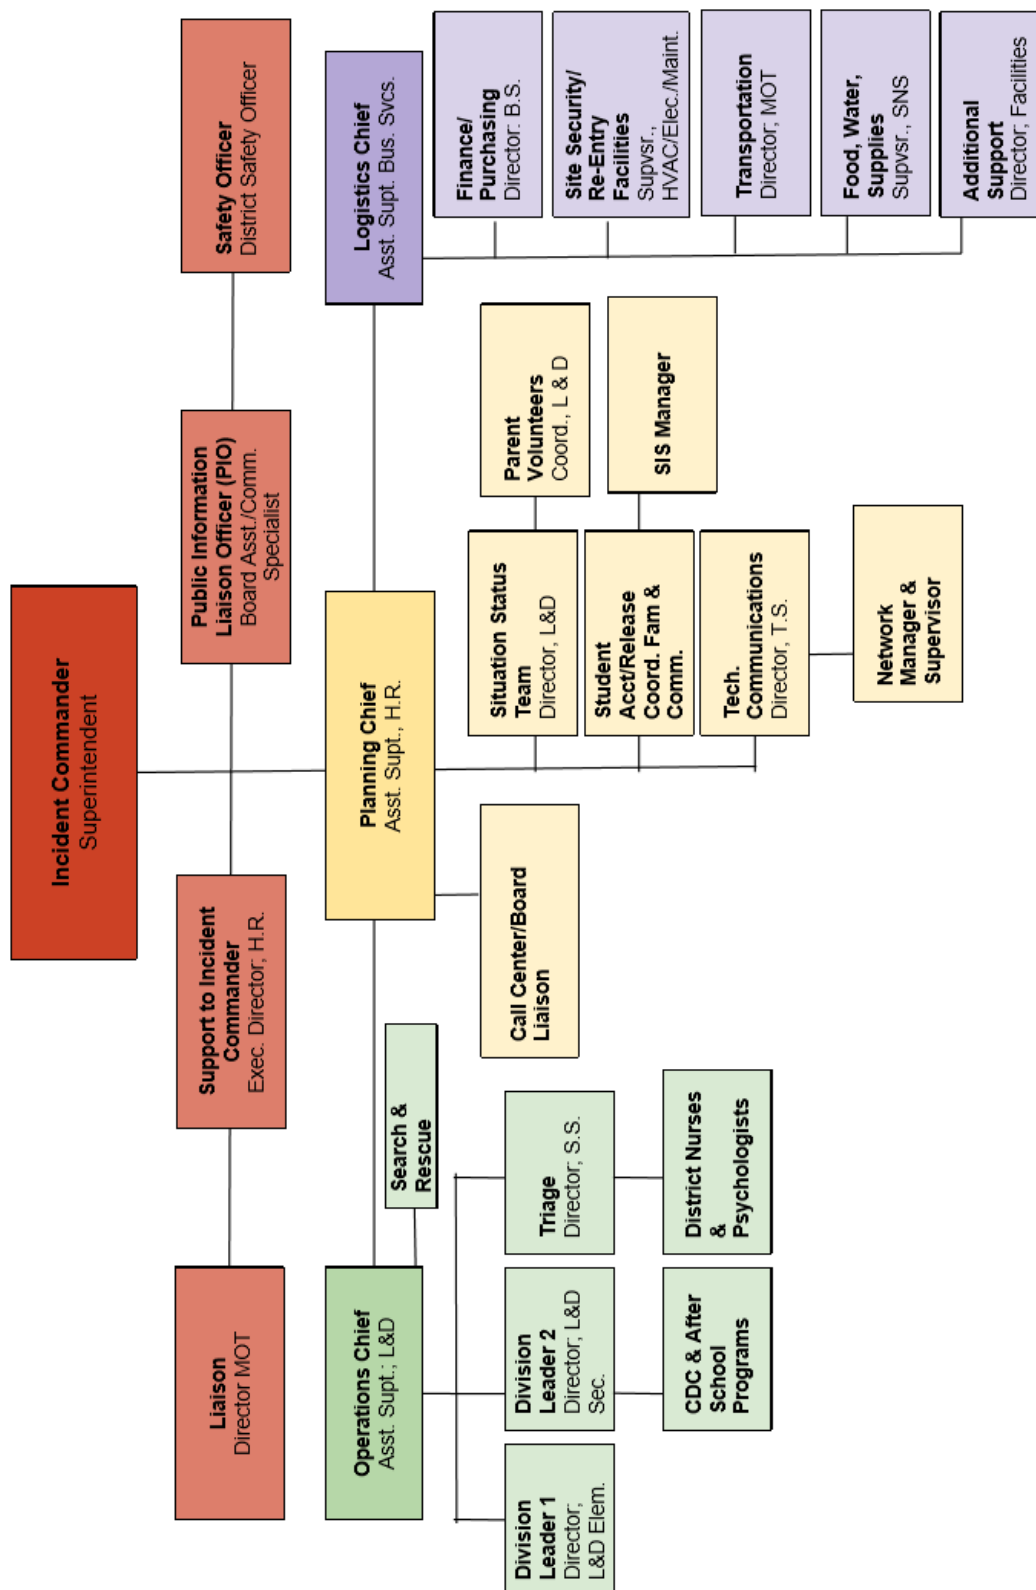 Incident Commander
Superintendent
Liaison
Director MOT
Support to Incident
Commander
Exec. Director; H.R.
Public Information
Liaison Officer (PIO)
Board Asst./Comm.
Specialist
Safety Officer
District Safety Officer
Operations Chief
Asst. Supt.; L&D
Planning Chief
Asst. Supt., H.R.
Logistics Chief
Asst. Supt. Bus. Svcs.
Search &
Rescue
Division
Leader 1
Director;
L&D Elem.
Division
Leader 2
Director; L&D
Sec.
Triage
Director; S.S.
CDC & After
School
Programs
District Nurses
&
Psychologists
Call Center/Board
Liaison
Situation Status
Team
Director, L&D
Parent
Volunteers
Coord., L & D
Student
Acct/Release
Coord. Fam &
Comm.
SIS Manager
Tech.
Communications
Director, T.S.
Network
Manager &
Supervisor
Finance/
Purchasing
Director: B.S.
Site Security/
Re-Entry
Facilities
Supvsr.,
HVAC/Elec./Maint.
Transportation
Director; MOT
Food, Water,
Supplies
Supvsr., SNS
Additional
Support
Director; Facilities